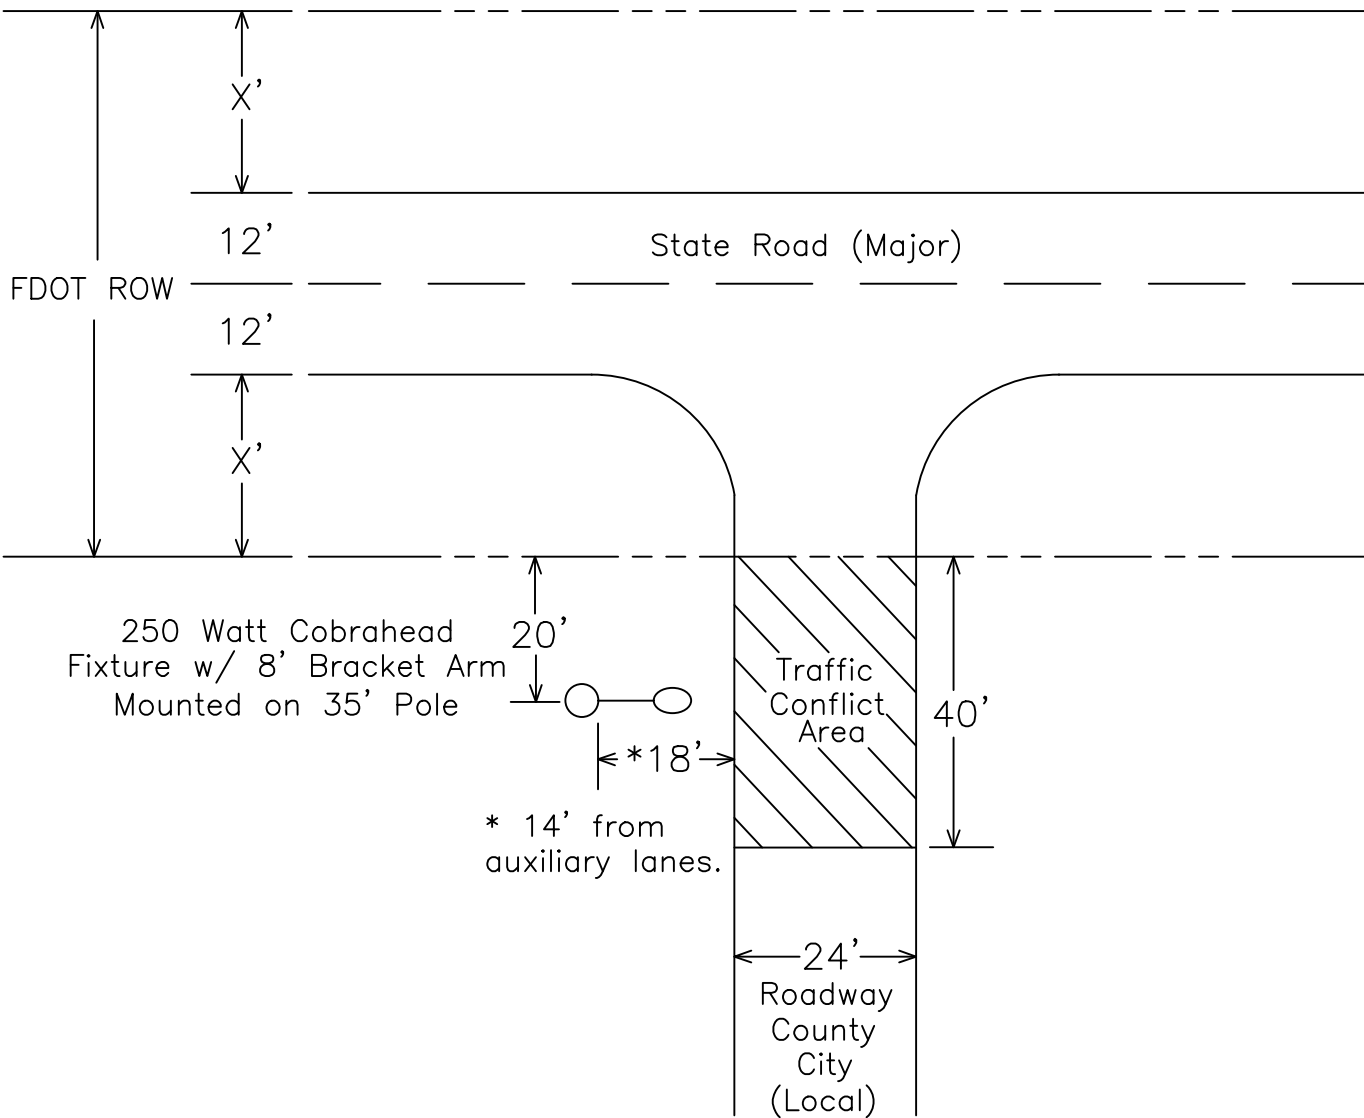 X'
12'
State Road (Major)
FDOT ROW
12'
X'
250 Watt Cobrahead
Fixture w/ 8' Bracket Arm
Mounted on 35' Pole
20'
Traffic
Conflict
Area
40'
*18'
* 14' from
auxiliary lanes.
24'
Roadway
County
City
(Local)